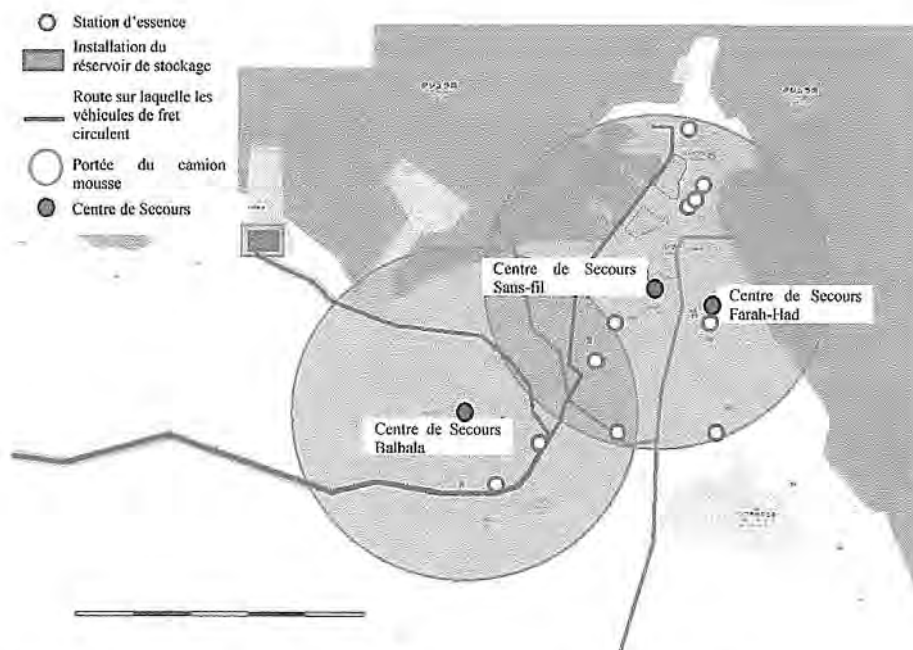 Station d'essence
Installation du
réservoir de stockage
Route sur laquelle les
véhicules de fret
circulent
Portée du camion
mousse
Centre de Secours
Centre de Secours
Sans-fil
Centre de Secours
Farah-Had
Centre de Secours
Balbala